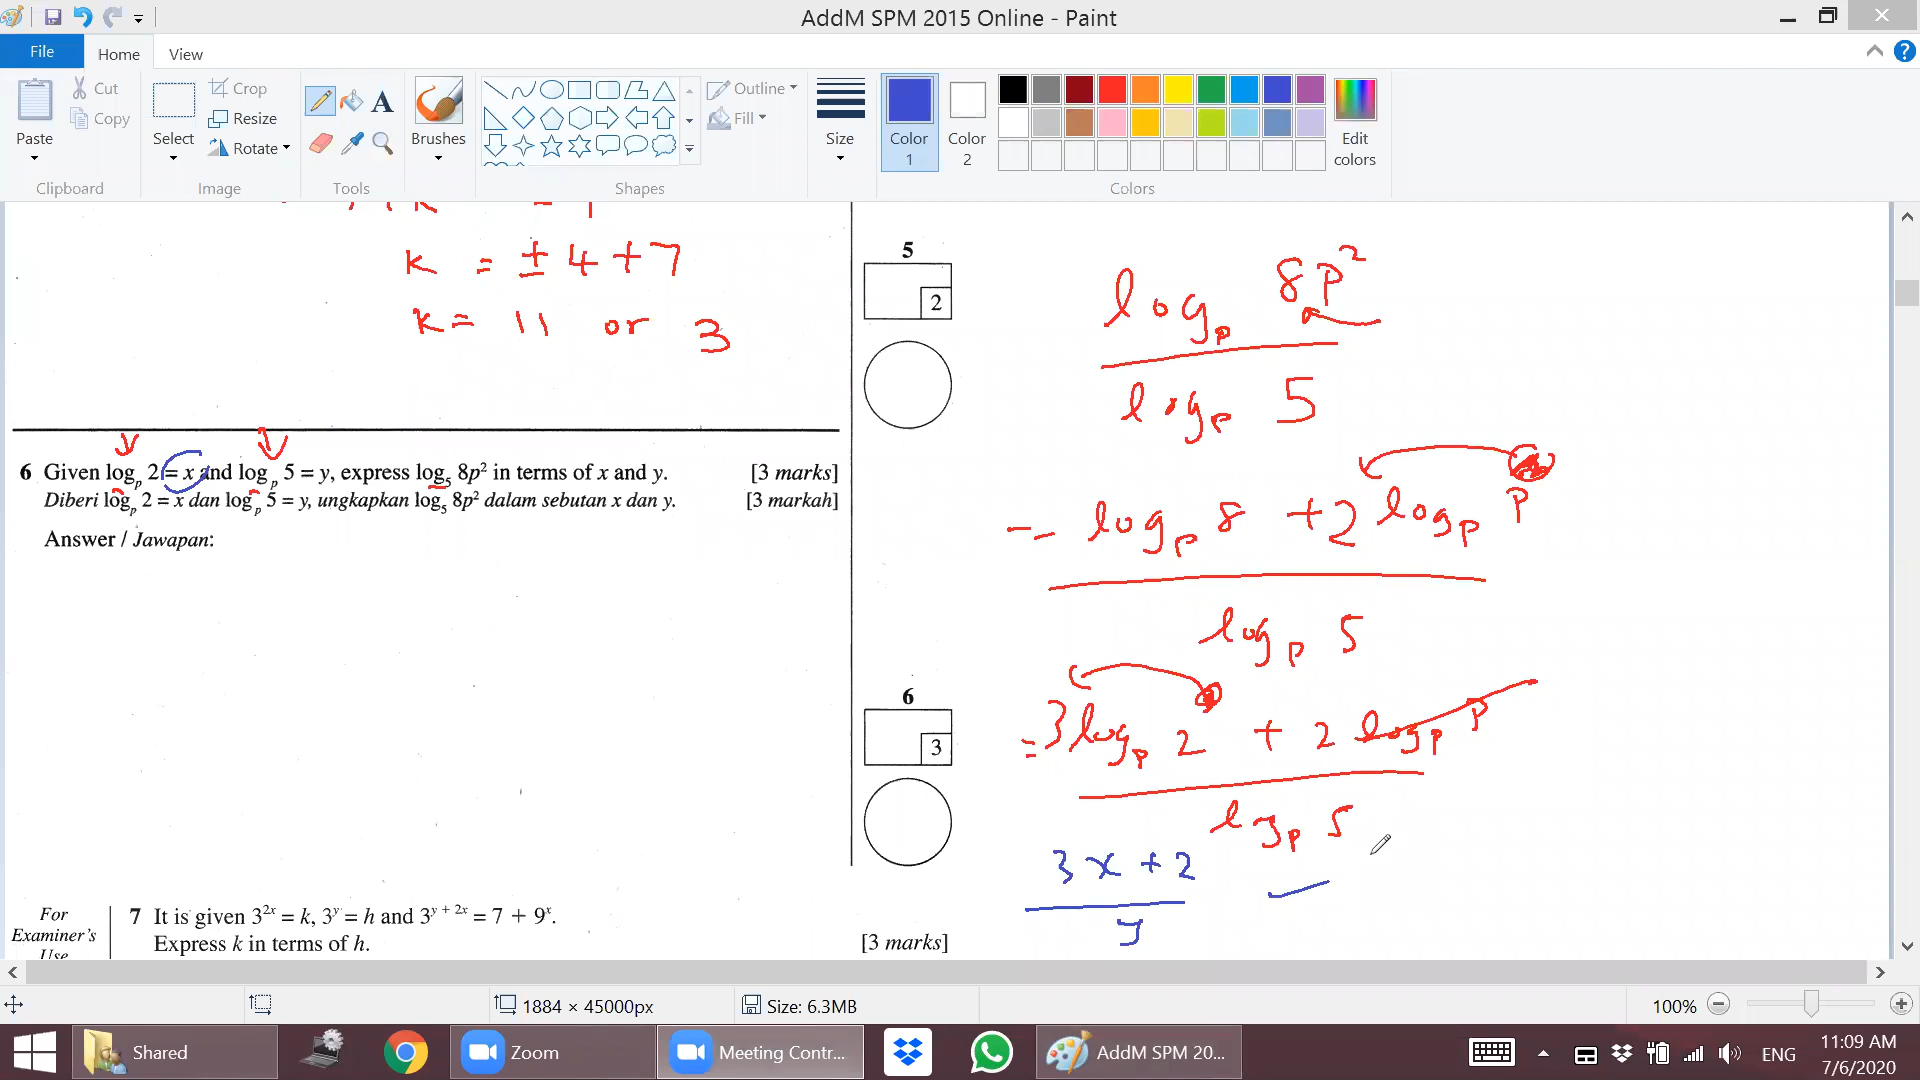 AddM SPM 2015 Online - Paint
File Home View
Paste
Cut
Copy
Clipboard
Select
Crop
Resize
Rotate
Image
A
Tools
Brushes
Outline
Fill
Shapes
Size
Color 1
Color 2
Edit colors
Colors
k = ± 4 + 7
k = 11 or 3
5
2
6 Given log_p 2 = x and log_p 5 = y, express log_5 8p² in terms of x and y. [3 marks]
Diberi log_p 2 = x dan log_p 5 = y, ungkapkan log_5 8p² dalam sebutan x dan y. [3 markah]
Answer / Jawapan:
6
3
log_p 8p²
log_p 5
= log_p 8 + 2 log_p p
log_p 5
= 3 log_p 2 + 2 log_p p
log_p 5
3x + 2
y
For
Examiner's
Use
7 It is given 3^{2x} = k, 3^y = h and 3^{y + 2x} = 7 + 9^x.
Express k in terms of h.
[3 marks]
1884 × 45000px
Size: 6.3MB
100%
Shared
Zoom
Meeting Contr...
AddM SPM 20...
ENG
11:09 AM
7/6/2020